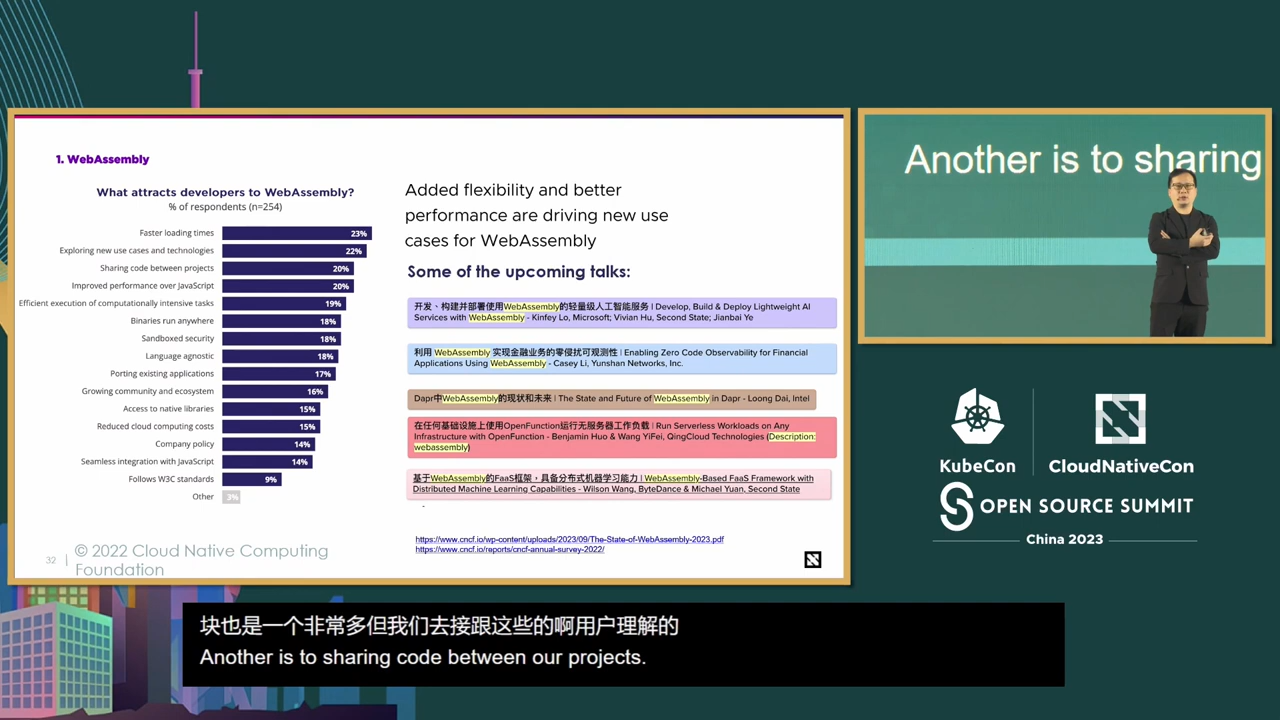 1. WebAssembly
What attracts developers to WebAssembly?
% of respondents (n=254)
Faster loading times 23%
Exploring new use cases and technologies 22%
Sharing code between projects 20%
Improved performance over JavaScript 20%
Efficient execution of computationally intensive tasks 19%
Binaries run anywhere 18%
Sandboxed security 18%
Language agnostic 18%
Porting existing applications 17%
Growing community and ecosystem 16%
Access to native libraries 15%
Reduced cloud computing costs 15%
Company policy 14%
Seamless integration with JavaScript 14%
Follows W3C standards 9%
Other 3%
32 | © 2022 Cloud Native Computing
Foundation
Added flexibility and better
performance are driving new use
cases for WebAssembly
Some of the upcoming talks:
开发、构建并部署使用WebAssembly的轻量级人工智能服务 | Develop, Build & Deploy Lightweight AI
Services with WebAssembly - Kinfey Lo, Microsoft; Vivian Hu, Second State; Jianbai Ye
利用 WebAssembly 实现金融业务的零侵扰可观测性 | Enabling Zero Code Observability for Financial
Applications Using WebAssembly - Casey Li, Yunshan Networks, Inc.
Dapr中WebAssembly的现状和未来 | The State and Future of WebAssembly in Dapr - Loong Dai, Intel
在任何基础设施上使用OpenFunction运行无服务器工作负载 | Run Serverless Workloads on Any
Infrastructure with OpenFunction - Benjamin Huo & Wang YiFei, QingCloud Technologies (Description:
webassembly)
基于WebAssembly的FaaS框架，具备分布式机器学习能力 | WebAssembly-Based FaaS Framework with
Distributed Machine Learning Capabilities - Wilson Wang, ByteDance & Michael Yuan, Second State
-
https://www.cncf.io/wp-content/uploads/2023/09/The-State-of-WebAssembly-2023.pdf
https://www.cncf.io/reports/cncf-annual-survey-2022/
Another is to sharing
KubeCon
CloudNativeCon
OPEN SOURCE SUMMIT
China 2023
块也是一个非常多但我们去接跟这些的啊用户理解的
Another is to sharing code between our projects.